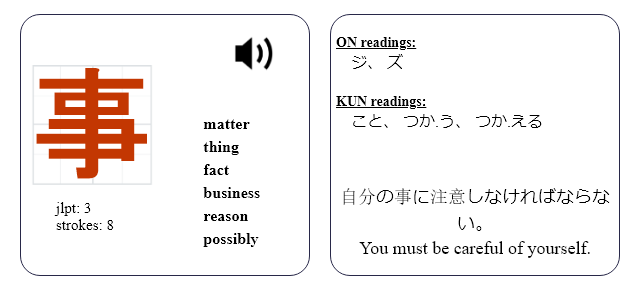 事
jlpt: 3
strokes: 8
matter
thing
fact
business
reason
possibly
ON readings:
ジ、 ズ
KUN readings:
こと、 つか.う、 つか.える
自分の事に注意しなければならな
い。
You must be careful of yourself.